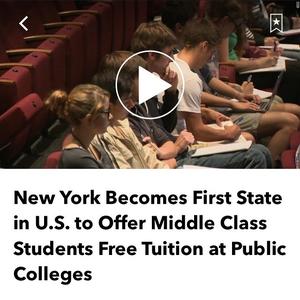 New York Becomes First State
in U.S. to Offer Middle Class
Students Free Tuition at Public
Colleges